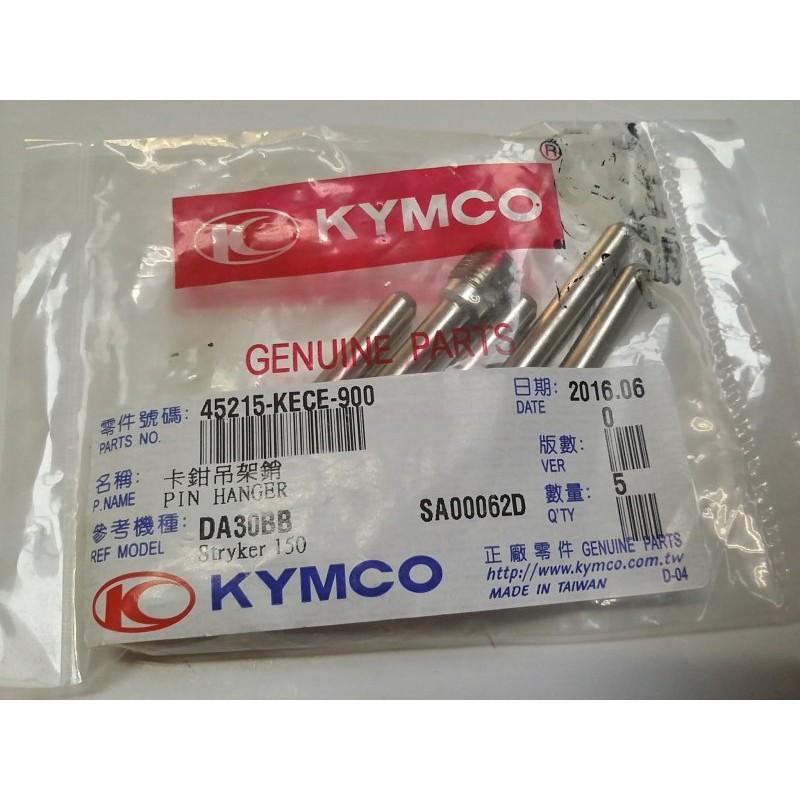 KYMCO ®
GENUINE PARTS
零件號碼: 45215-KECE-900
PARTS NO.
日期: 2016.06
DATE
名稱: 卡鉗吊架銷
P.NAME PIN HANGER
版數: 0
VER
參考機種: DA30BB
REF MODEL Stryker 150
SA00062D
數量: 5
Q'TY
KYMCO
正廠零件 GENUINE PARTS
http://www.kymco.com.tw
MADE IN TAIWAN D-04